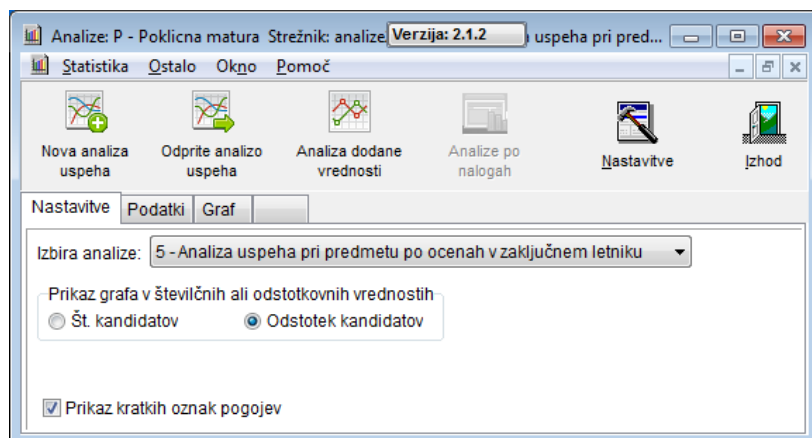 Analize: P - Poklicna matura Strežnik: analize Verzija: 2.1.2 uspeha pri pred...
Statistika Ostalo Okno Pomoč
Nova analiza uspeha
Odprite analizo uspeha
Analiza dodane vrednosti
Analize po nalogah
Nastavitve
Izhod
Nastavitve Podatki Graf
Izbira analize: 5 - Analiza uspeha pri predmetu po ocenah v zaključnem letniku
Prikaz grafa v številčnih ali odstotkovnih vrednostih
Št. kandidatov Odstotek kandidatov
Prikaz kratkih oznak pogojev